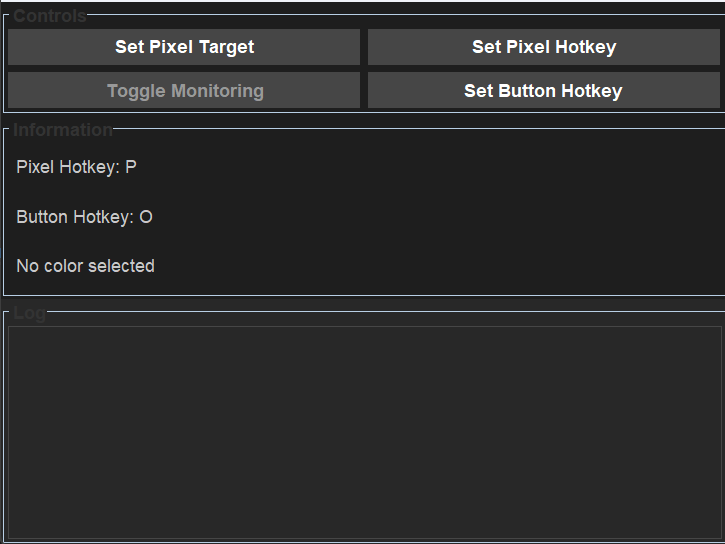 Controls
Set Pixel Target
Set Pixel Hotkey
Toggle Monitoring
Set Button Hotkey
Information
Pixel Hotkey: P
Button Hotkey: O
No color selected
Log